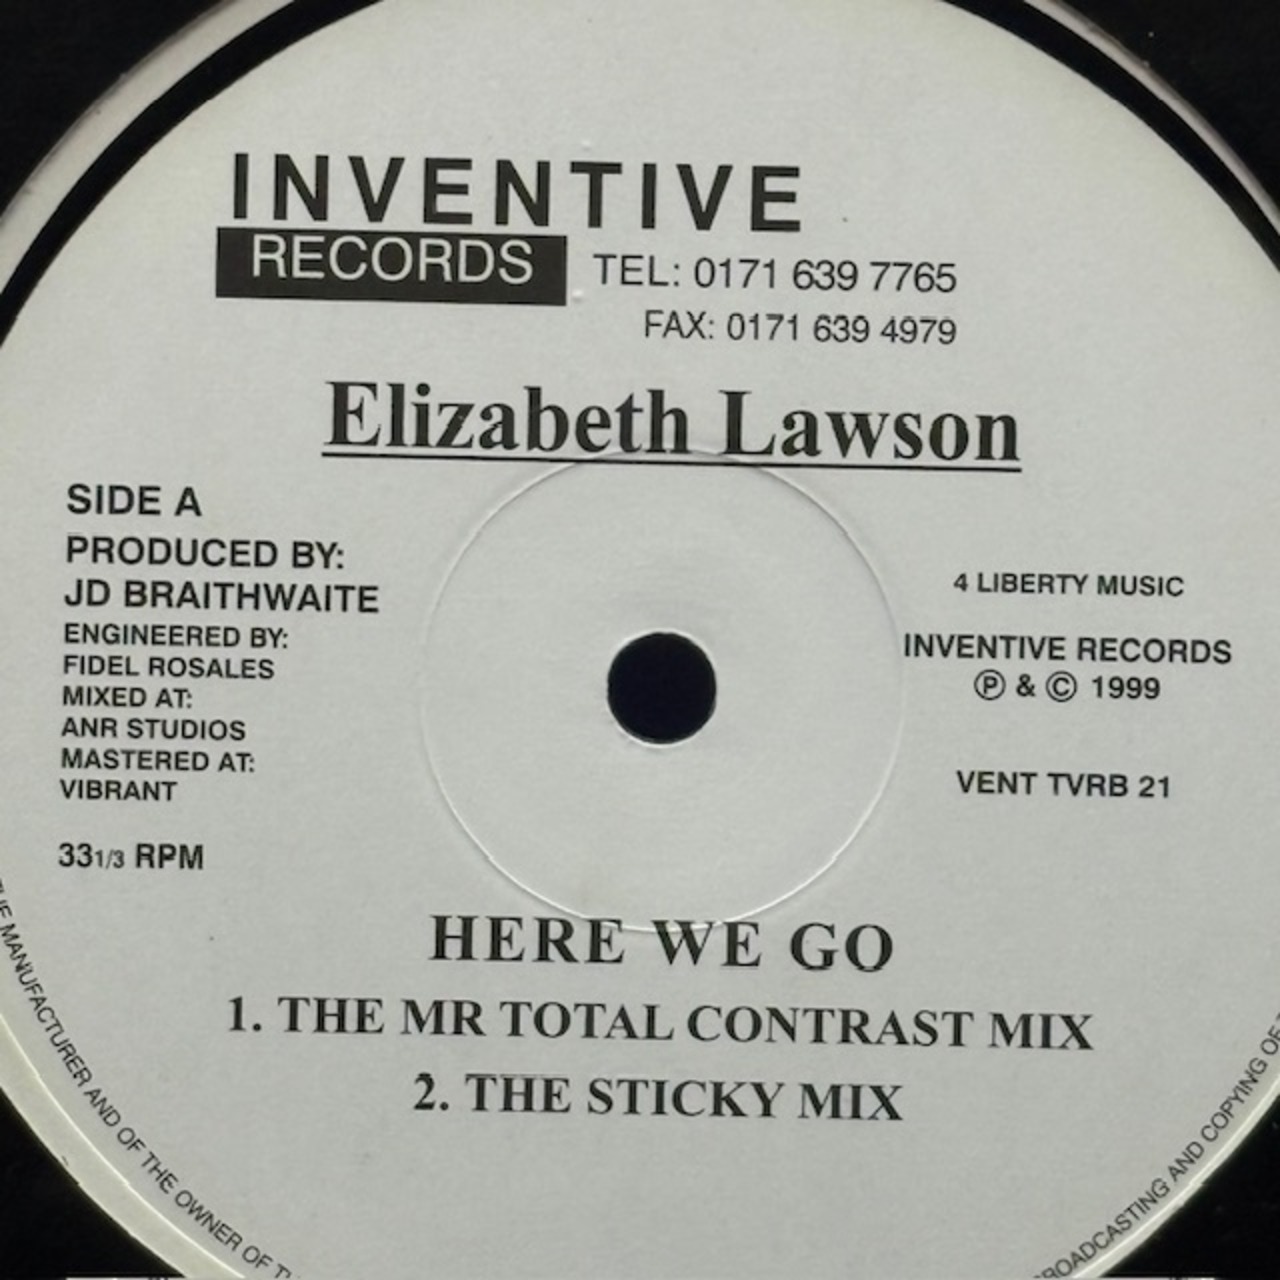 INVENTIVE
RECORDS
TEL: 0171 639 7765
FAX: 0171 639 4979
Elizabeth Lawson
SIDE A
PRODUCED BY:
JD BRAITHWAITE
ENGINEERED BY:
FIDEL ROSALES
MIXED AT:
ANR STUDIOS
MASTERED AT:
VIBRANT
33 1/3 RPM
4 LIBERTY MUSIC
INVENTIVE RECORDS
Ⓟ & © 1999
VENT TVRB 21
HERE WE GO
1. THE MR TOTAL CONTRAST MIX
2. THE STICKY MIX
MANUFACTURER AND OF THE OWNER OF
BROADCASTING AND COPYING OF